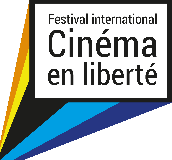 Festival international
Cinéma
en liberté